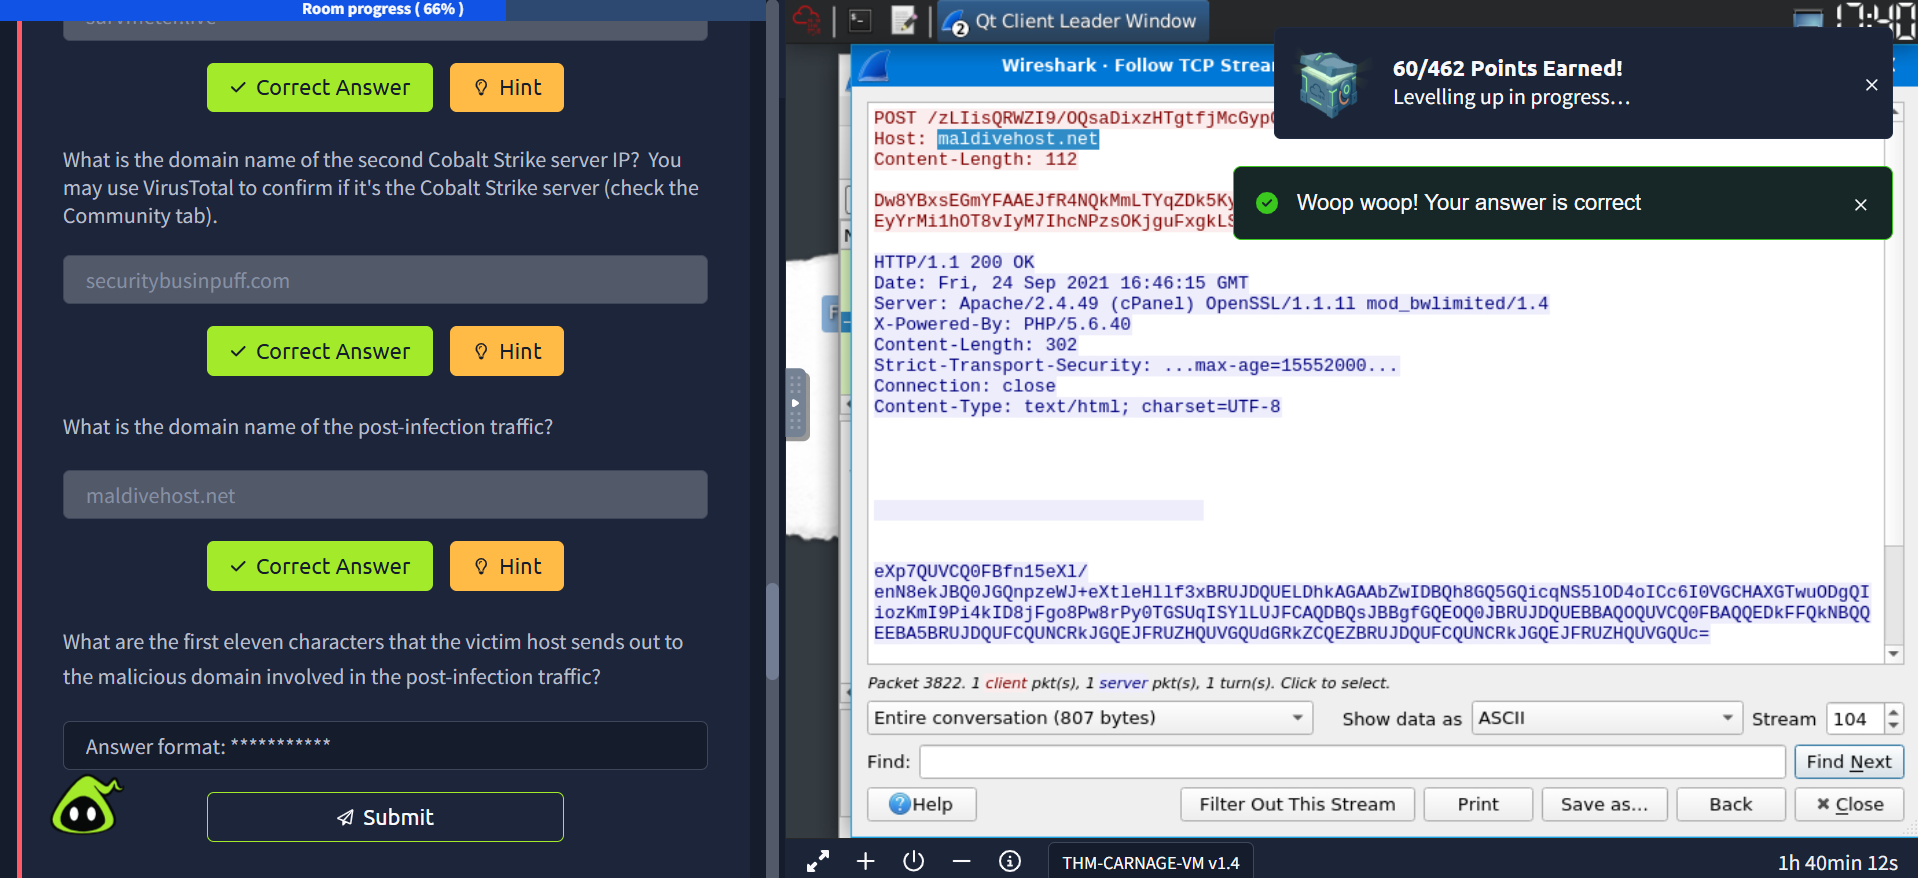 Room progress ( 66% )
Correct Answer
Hint
What is the domain name of the second Cobalt Strike server IP? You
may use VirusTotal to confirm if it's the Cobalt Strike server (check the
Community tab).
securitybusinpuff.com
Correct Answer
Hint
What is the domain name of the post-infection traffic?
maldivehost.net
Correct Answer
Hint
What are the first eleven characters that the victim host sends out to
the malicious domain involved in the post-infection traffic?
Answer format: ***********
Submit
2 Qt Client Leader Window
17:40
Wireshark · Follow TCP Strea
60/462 Points Earned!
Levelling up in progress...
Woop woop! Your answer is correct
POST /zLIisQRWZI9/OQsaDixzHTgtfjMcGyp
Host: maldivehost.net
Content-Length: 112
Dw8YBxsEGmYFAAEJfR4NQkMmLTYqZDk5Ky
EyYrMi1hOT8vIyM7IhcNPzsOKjguFxgkLS
HTTP/1.1 200 OK
Date: Fri, 24 Sep 2021 16:46:15 GMT
Server: Apache/2.4.49 (cPanel) OpenSSL/1.1.1l mod_bwlimited/1.4
X-Powered-By: PHP/5.6.40
Content-Length: 302
Strict-Transport-Security: ...max-age=15552000...
Connection: close
Content-Type: text/html; charset=UTF-8
eXp7QUVCQ0FBfn15eXl/
enN8ekJBQ0JGQnpzeWJ+eXtleHllf3xBRUJDQUELDhkAGAAbZwIDBQh8GQ5GQicqNS5lOD4oICc6I0VGCHAXGTwuODgQI
iozKmI9Pi4kID8jFgo8Pw8rPy0TGSUqISYlLUJFCAQDBQsJBBgfGQEOQ0JBRUJDQUEBBAQOQUVCQ0FBAQQEDkFFQkNBQQ
EEBA5BRUJDQUFCQUNCRkJGQEJFRUZHQUVGQUdGRkZCQEZBRUJDQUFCQUNCRkJGQEJFRUZHQUVGQUc=
Packet 3822. 1 client pkt(s), 1 server pkt(s), 1 turn(s). Click to select.
Entire conversation (807 bytes)
Show data as ASCII
Stream 104
Find:
Find Next
Help
Filter Out This Stream
Print
Save as...
Back
Close
THM-CARNAGE-VM v1.4
1h 40min 12s